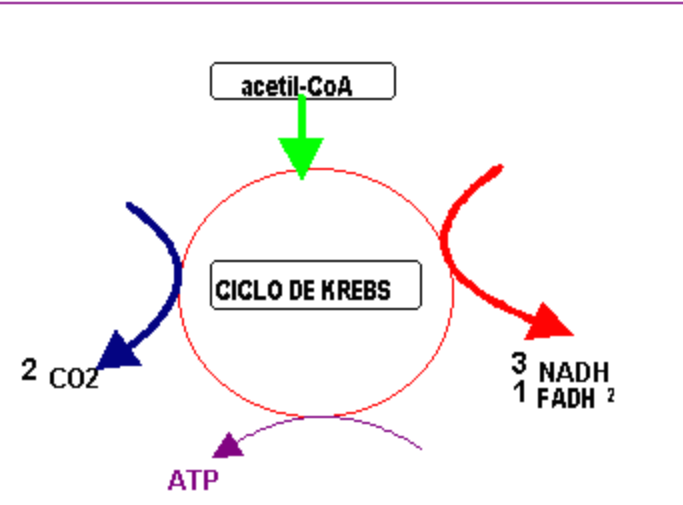 acetil-CoA
CICLO DE KREBS
2 CO2
3 NADH
1 FADH 2
ATP